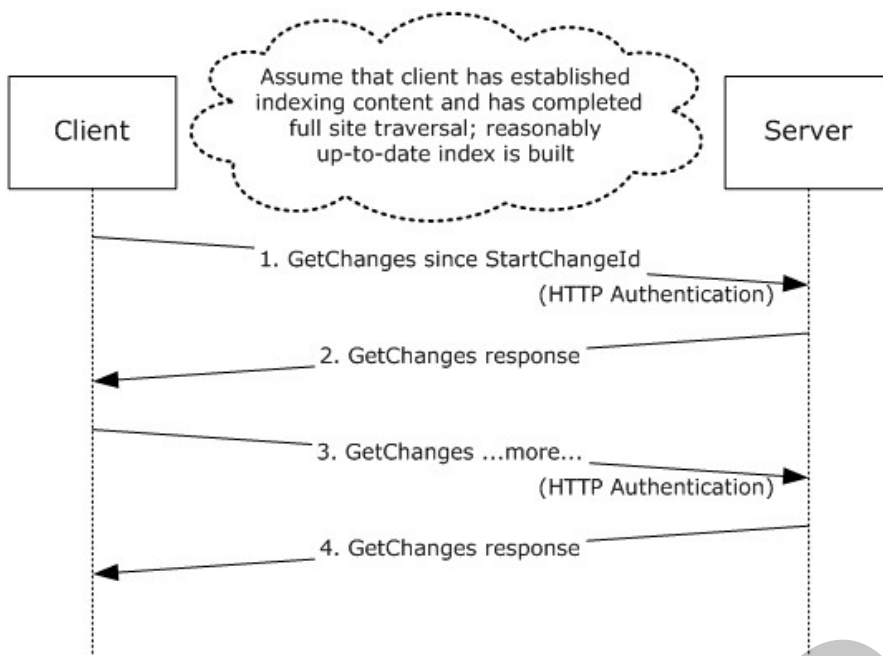 Assume that client has established
indexing content and has completed
full site traversal; reasonably
up-to-date index is built
Client
Server
1. GetChanges since StartChangeId
(HTTP Authentication)
2. GetChanges response
3. GetChanges ...more...
(HTTP Authentication)
4. GetChanges response